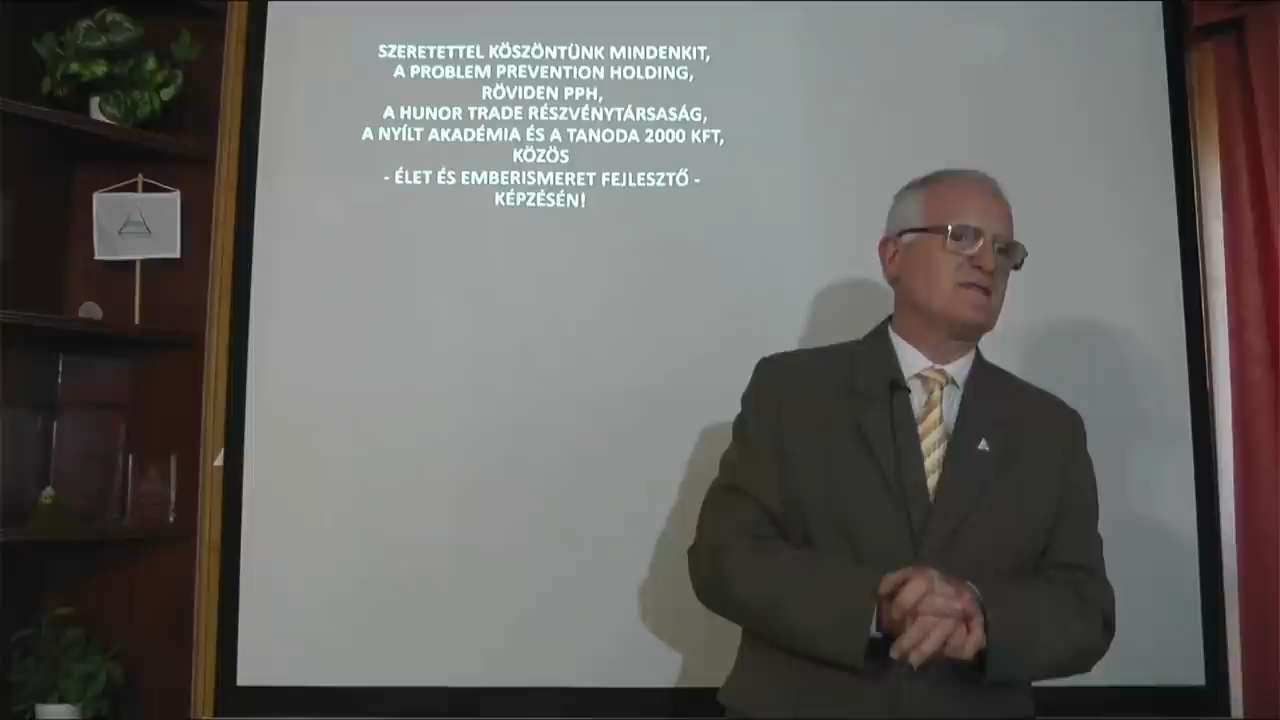 SZERETETTEL KÖSZÖNTÜNK MINDENKIT,
A PROBLEM PREVENTION HOLDING,
RÖVIDEN PPH,
A HUNOR TRADE RÉSZVÉNYTÁRSASÁG,
A NYÍLT AKADÉMIA ÉS A TANODA 2000 KFT,
KÖZÖS
- ÉLET ÉS EMBERISMERET FEJLESZTŐ -
KÉPZÉSÉN!